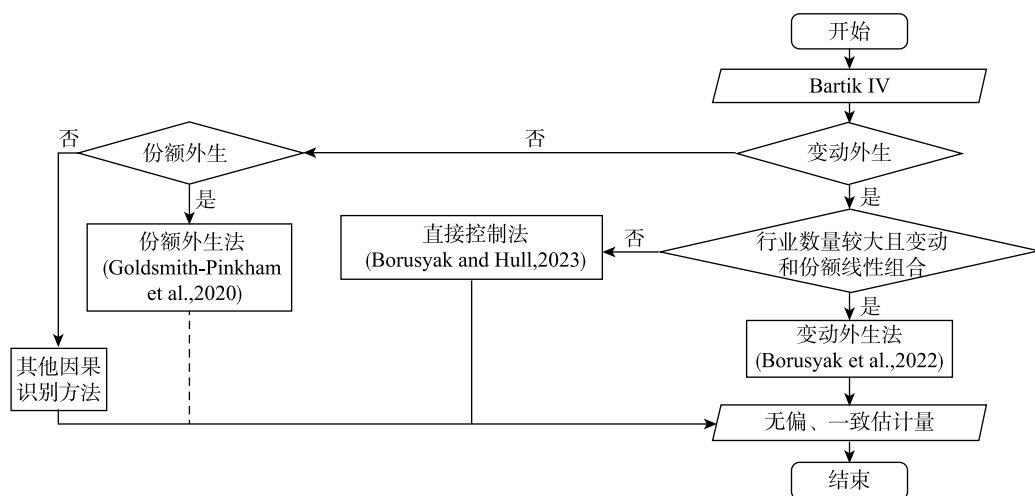 开始
Bartik IV
变动外生
否
份额外生
否
是
份额外生法
(Goldsmith-Pinkham
et al.,2020)
是
行业数量较大且变动
和份额线性组合
否
直接控制法
(Borusyak and Hull,2023)
是
变动外生法
(Borusyak et al.,2022)
其他因果
识别方法
无偏、一致估计量
结束